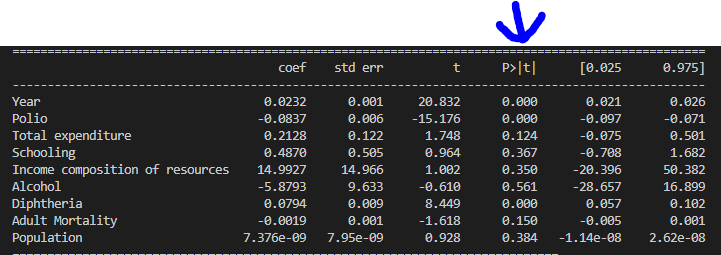 ==============================================================================================
coef std err t P>|t| [0.025 0.975]
----------------------------------------------------------------------------------------------
Year 0.0232 0.001 20.832 0.000 0.021 0.026
Polio -0.0837 0.006 -15.176 0.000 -0.097 -0.071
Total expenditure 0.2128 0.122 1.748 0.124 -0.075 0.501
Schooling 0.4870 0.505 0.964 0.367 -0.708 1.682
Income composition of resources 14.9927 14.966 1.002 0.350 -20.396 50.382
Alcohol -5.8793 9.633 -0.610 0.561 -28.657 16.899
Diphtheria 0.0794 0.009 8.449 0.000 0.057 0.102
Adult Mortality -0.0019 0.001 -1.618 0.150 -0.005 0.001
Population 7.376e-09 7.95e-09 0.928 0.384 -1.14e-08 2.62e-08